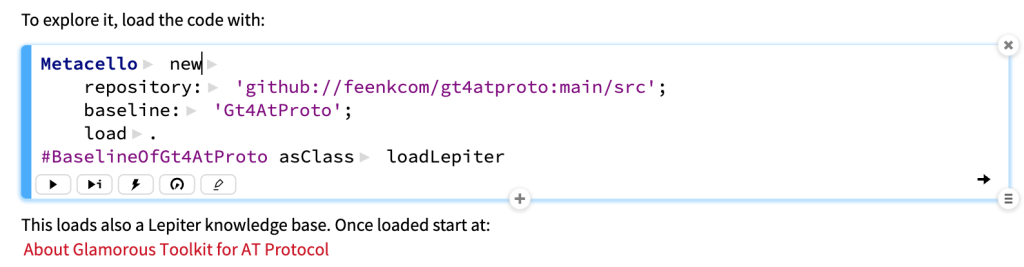 To explore it, load the code with:
Metacello new
repository: 'github://feenkcom/gt4atproto:main/src';
baseline: 'Gt4AtProto';
load .
#BaselineOfGt4AtProto asClass loadLepiter
i
This loads also a Lepiter knowledge base. Once loaded start at:
About Glamorous Toolkit for AT Protocol